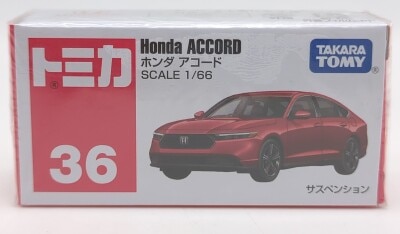 トミカ
Honda ACCORD
ホンダ アコード
SCALE 1/66
TAKARA
TOMY
36
サスペンション